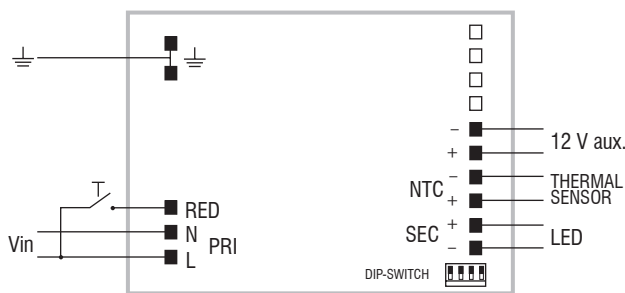 −
12 V aux.
+
−
NTC
THERMAL
SENSOR
+
RED
+
SEC
LED
N
PRI
Vin
−
L
DIP-SWITCH